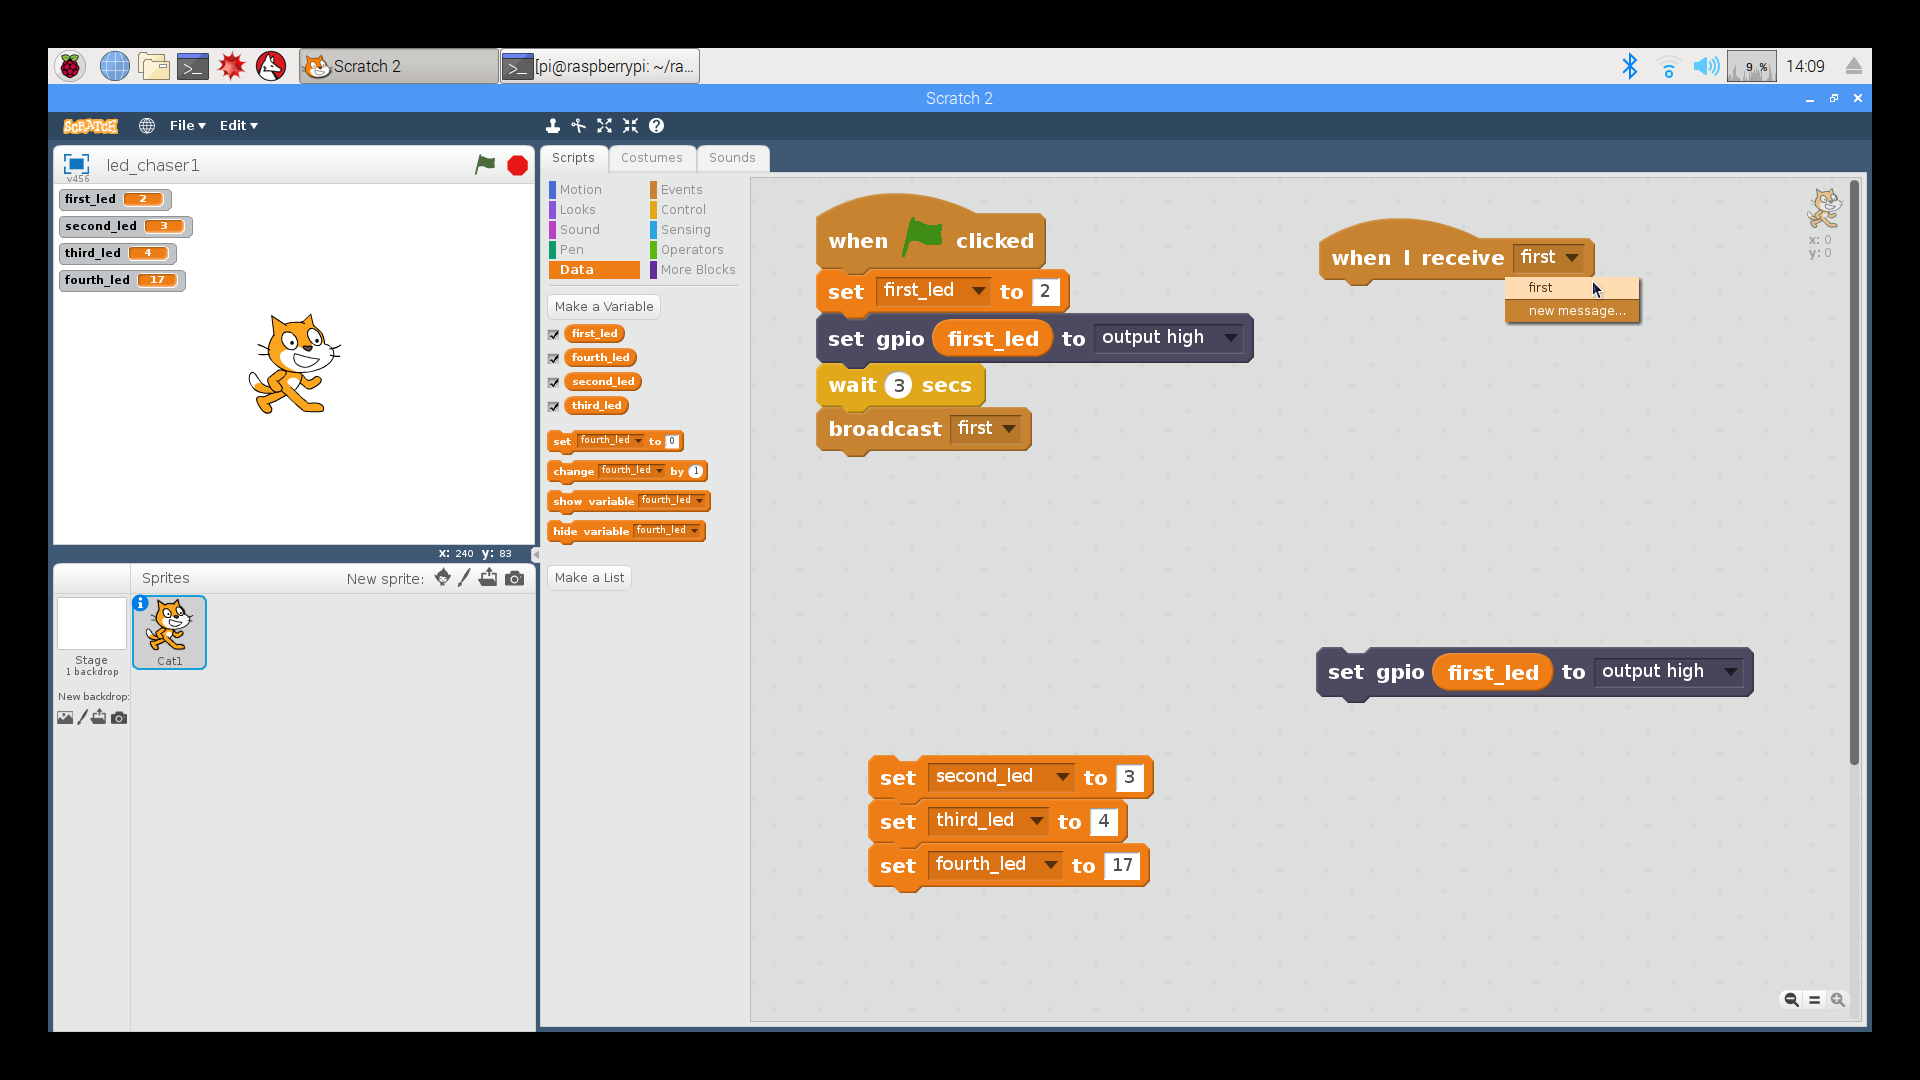 Scratch 2
[pi@raspberrypi: ~/ra...
9 %
14:09
Scratch 2
SCRATCH
File
Edit
v456
led_chaser1
first_led 2
second_led 3
third_led 4
fourth_led 17
x: 240 y: 83
Sprites
New sprite:
Stage
1 backdrop
New backdrop:
Cat1
Scripts
Costumes
Sounds
Motion
Events
Looks
Control
Sound
Sensing
Pen
Operators
Data
More Blocks
Make a Variable
first_led
fourth_led
second_led
third_led
set fourth_led to 0
change fourth_led by 1
show variable fourth_led
hide variable fourth_led
Make a List
when clicked
set first_led to 2
set gpio first_led to output high
wait 3 secs
broadcast first
when I receive first
first
new message...
x: 0
y: 0
set gpio first_led to output high
set second_led to 3
set third_led to 4
set fourth_led to 17